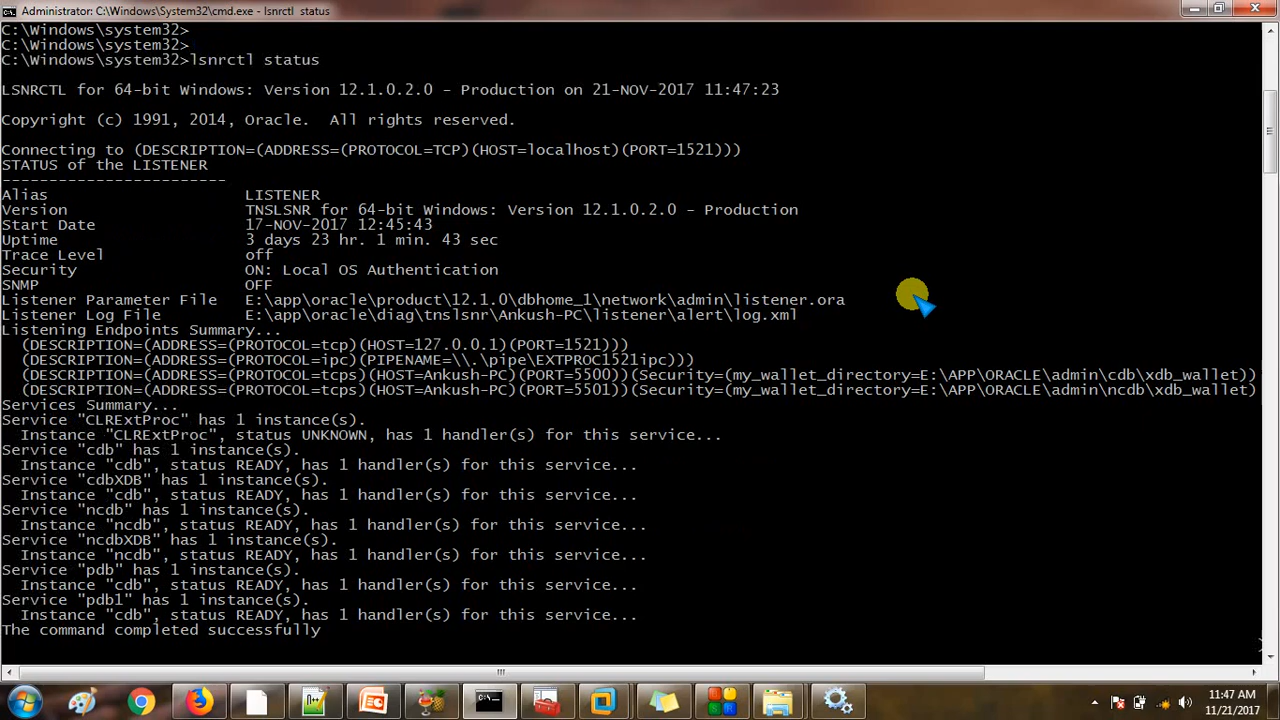 Administrator: C:\Windows\System32\cmd.exe - lsnrctl  status
C:\Windows\system32>
C:\Windows\system32>
C:\Windows\system32>lsnrctl status
LSNRCTL for 64-bit Windows: Version 12.1.0.2.0 - Production on 21-NOV-2017 11:47:23
Copyright (c) 1991, 2014, Oracle.  All rights reserved.
Connecting to (DESCRIPTION=(ADDRESS=(PROTOCOL=TCP)(HOST=localhost)(PORT=1521)))
STATUS of the LISTENER
------------------------
Alias                     LISTENER
Version                   TNSLSNR for 64-bit Windows: Version 12.1.0.2.0 - Production
Start Date                17-NOV-2017 12:45:43
Uptime                    3 days 23 hr. 1 min. 43 sec
Trace Level               off
Security                  ON: Local OS Authentication
SNMP                      OFF
Listener Parameter File   E:\app\oracle\product\12.1.0\dbhome_1\network\admin\listener.ora
Listener Log File         E:\app\oracle\diag\tnslsnr\Ankush-PC\listener\alert\log.xml
Listening Endpoints Summary...
  (DESCRIPTION=(ADDRESS=(PROTOCOL=tcp)(HOST=127.0.0.1)(PORT=1521)))
  (DESCRIPTION=(ADDRESS=(PROTOCOL=ipc)(PIPENAME=\\.\pipe\EXTPROC1521ipc)))
  (DESCRIPTION=(ADDRESS=(PROTOCOL=tcps)(HOST=Ankush-PC)(PORT=5500))(Security=(my_wallet_directory=E:\APP\ORACLE\admin\cdb\xdb_wallet))
  (DESCRIPTION=(ADDRESS=(PROTOCOL=tcps)(HOST=Ankush-PC)(PORT=5501))(Security=(my_wallet_directory=E:\APP\ORACLE\admin\ncdb\xdb_wallet)
Services Summary...
Service "CLRExtProc" has 1 instance(s).
  Instance "CLRExtProc", status UNKNOWN, has 1 handler(s) for this service...
Service "cdb" has 1 instance(s).
  Instance "cdb", status READY, has 1 handler(s) for this service...
Service "cdbXDB" has 1 instance(s).
  Instance "cdb", status READY, has 1 handler(s) for this service...
Service "ncdb" has 1 instance(s).
  Instance "ncdb", status READY, has 1 handler(s) for this service...
Service "ncdbXDB" has 1 instance(s).
  Instance "ncdb", status READY, has 1 handler(s) for this service...
Service "pdb" has 1 instance(s).
  Instance "cdb", status READY, has 1 handler(s) for this service...
Service "pdb1" has 1 instance(s).
  Instance "cdb", status READY, has 1 handler(s) for this service...
The command completed successfully
11:47 AM
11/21/2017